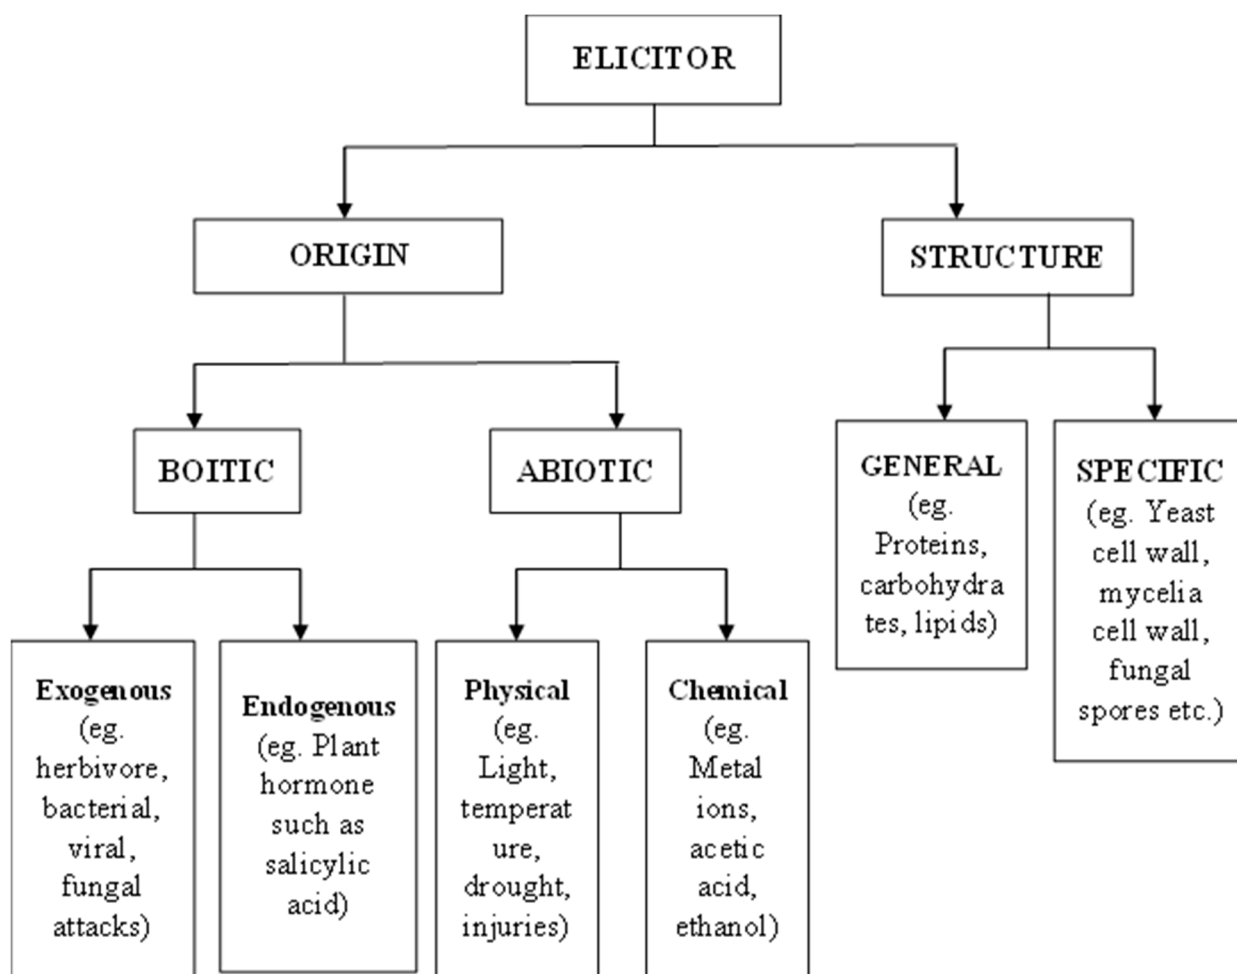 ELICITOR
ORIGIN
STRUCTURE
BOITIC
ABIOTIC
GENERAL
(eg.
Proteins,
carbohydra
tes, lipids)
SPECIFIC
(eg. Yeast
cell wall,
mycelia
cell wall,
fungal
spores etc.)
Exogenous
(eg.
herbivore,
bacterial,
viral,
fungal
attacks)
Endogenous
(eg. Plant
hormone
such as
salicylic
acid)
Physical
(eg.
Light,
temperat
ure,
drought,
injuries)
Chemical
(eg.
Metal
ions,
acetic
acid,
ethanol)